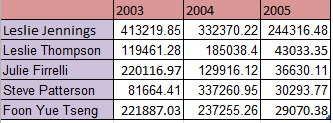 2003 2004 2005
Leslie Jennings 413219.85 332370.22 244316.48
Leslie Thompson 119461.28 185038.4 43033.35
Julie Firrelli 220116.97 129916.12 36630.11
Steve Patterson 81664.41 337260.95 30293.77
Foon Yue Tseng 221887.03 237255.26 29070.38